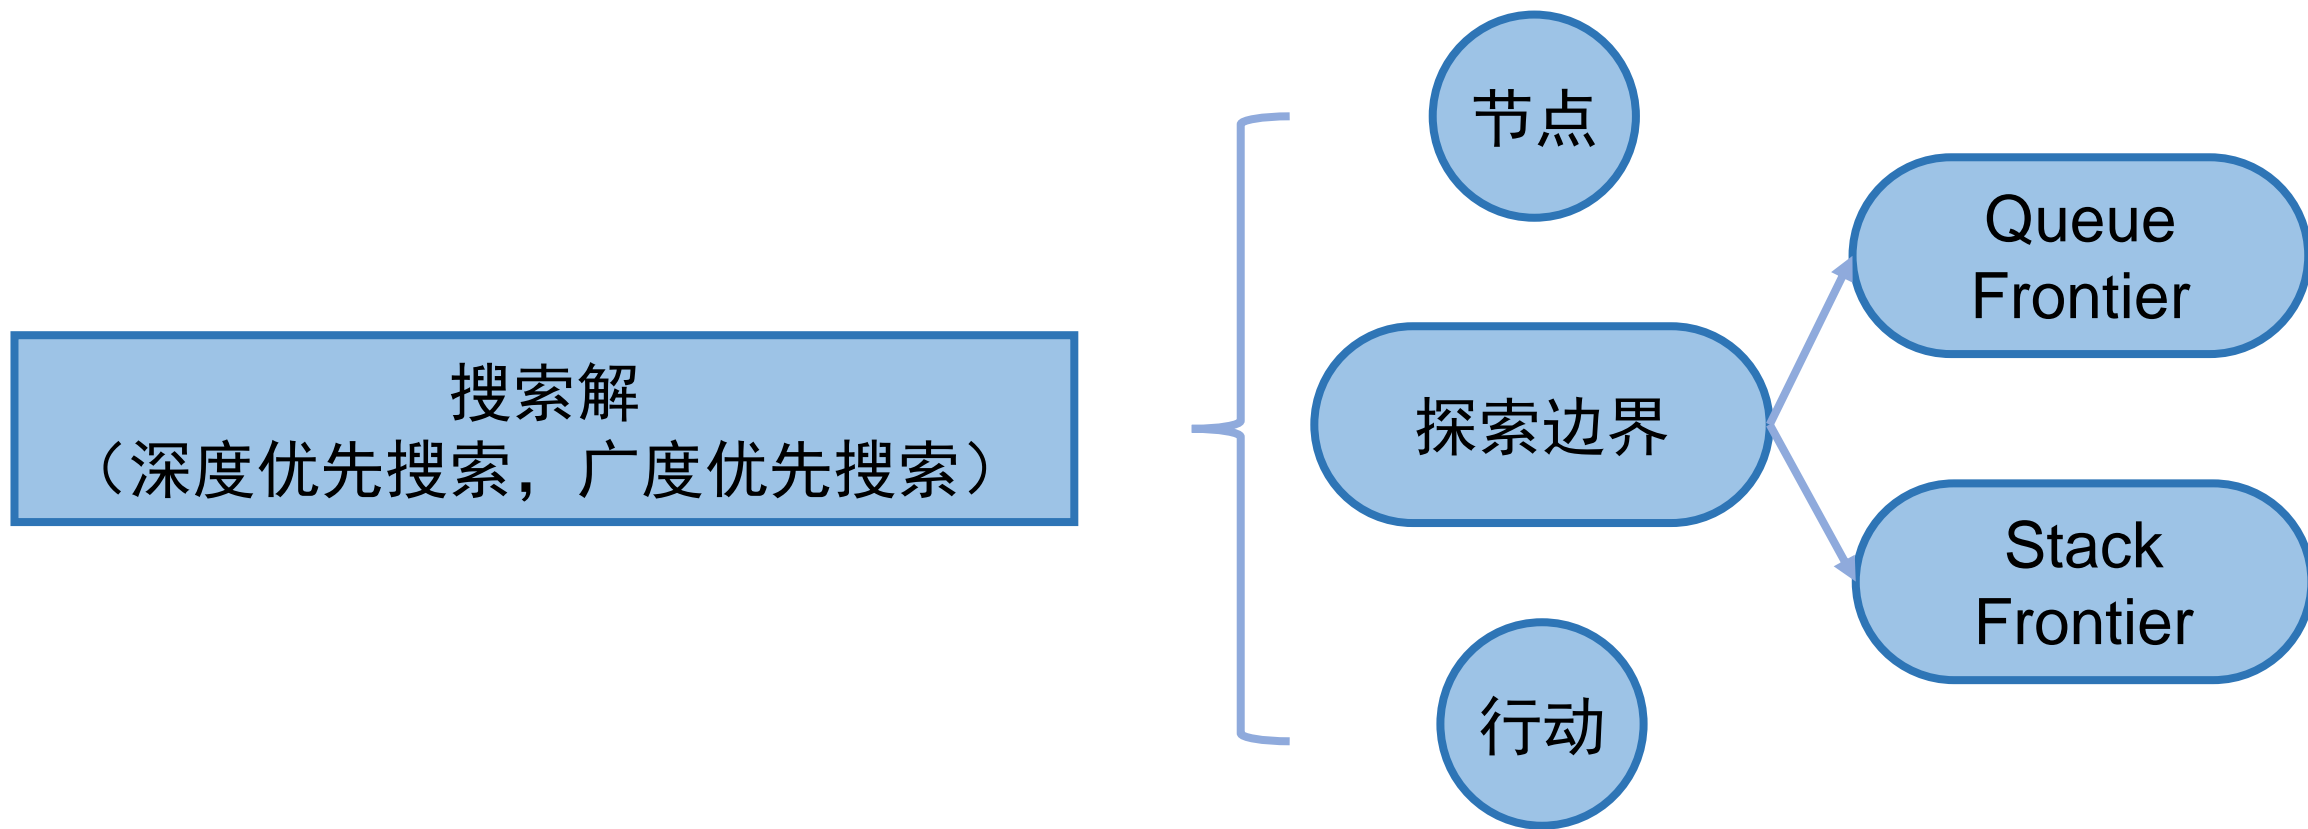 搜索解
（深度优先搜索，广度优先搜索）
节点
探索边界
行动
Queue
Frontier
Stack
Frontier